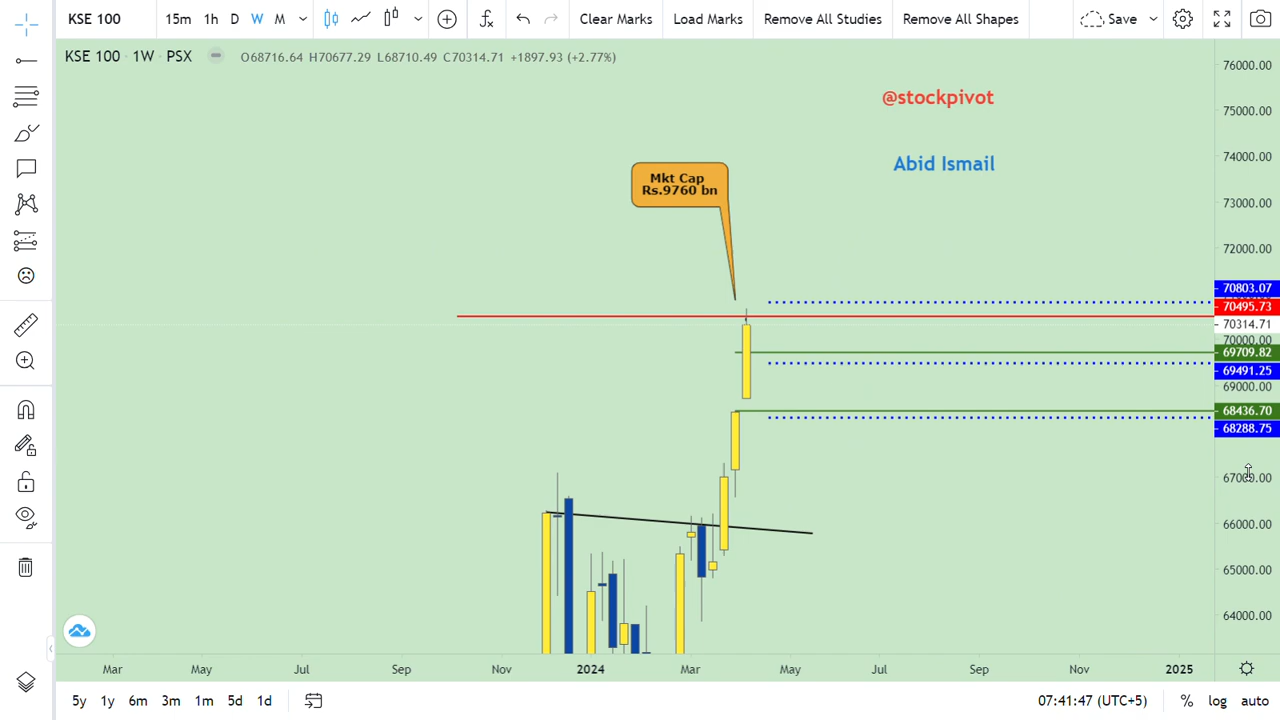 KSE 100 15m 1h D W M Clear Marks Load Marks Remove All Studies Remove All Shapes Save
KSE 100 1W PSX O68716.64 H70677.29 L68710.49 C70314.71 +1897.93 (+2.77%)
@stockpivot
Abid Ismail
Mkt Cap
Rs.9760 bn
76000.00
75000.00
74000.00
73000.00
72000.00
70803.07
70495.73
70314.71
70000.00
69709.82
69491.25
69000.00
68436.70
68288.75
67000.00
66000.00
65000.00
64000.00
Mar May Jul Sep Nov 2024 Mar May Jul Sep Nov 2025
5y 1y 6m 3m 1m 5d 1d 07:41:47 (UTC+5) % log auto